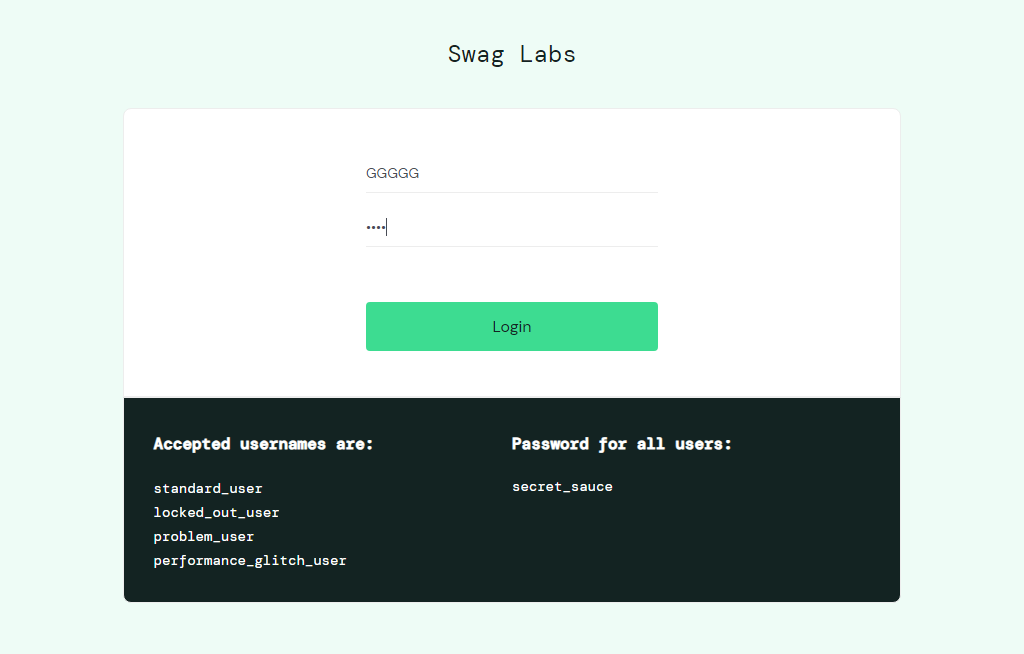 Swag Labs
GGGGG
••••
Login
Accepted usernames are:
standard_user
locked_out_user
problem_user
performance_glitch_user
Password for all users:
secret_sauce